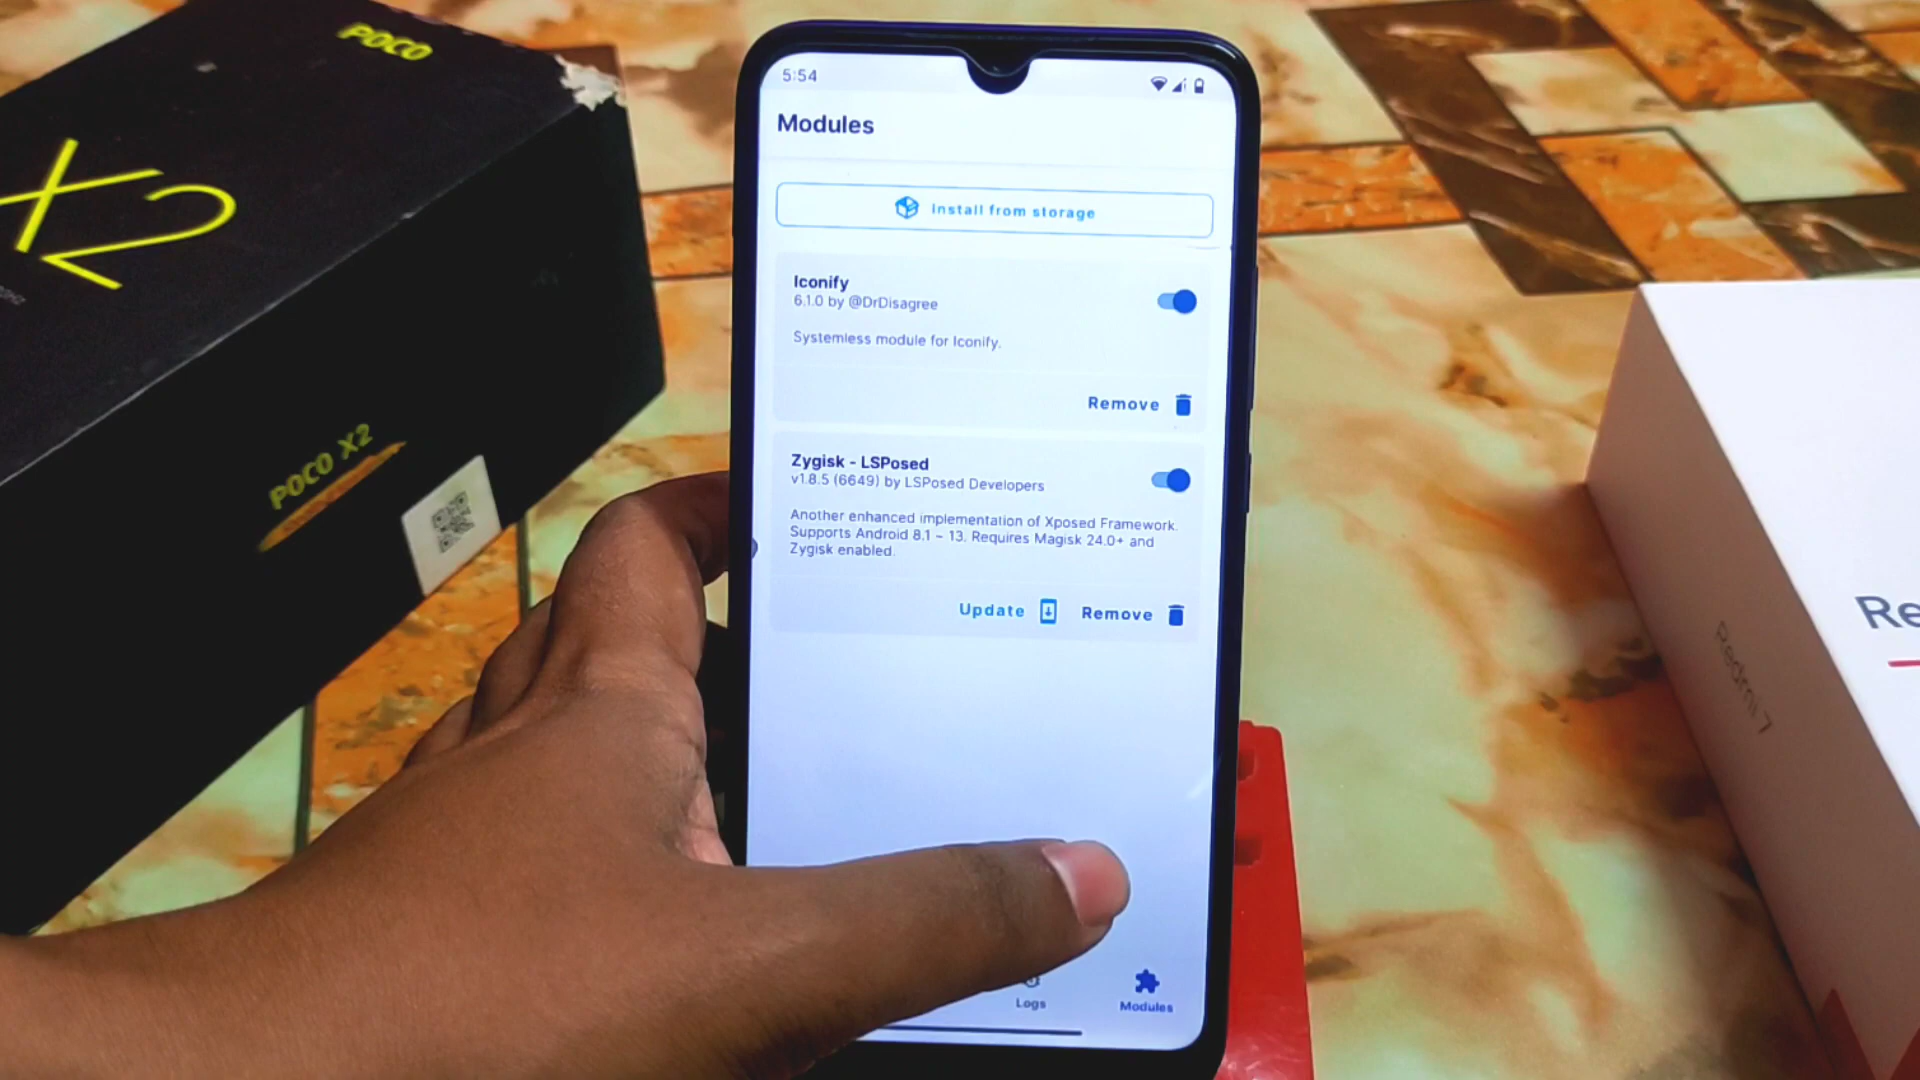 POCO
X2
POCO X2
5:54
Modules
Install from storage
Iconify
6.1.0 by @DrDisagree
Systemless module for Iconify.
Remove
Zygisk - LSPosed
v1.8.5 (6649) by LSPosed Developers
Another enhanced implementation of Xposed Framework.
Supports Android 8.1 ~ 13. Requires Magisk 24.0+ and
Zygisk enabled.
Update
Remove
Logs
Modules
Re
Redmi 7